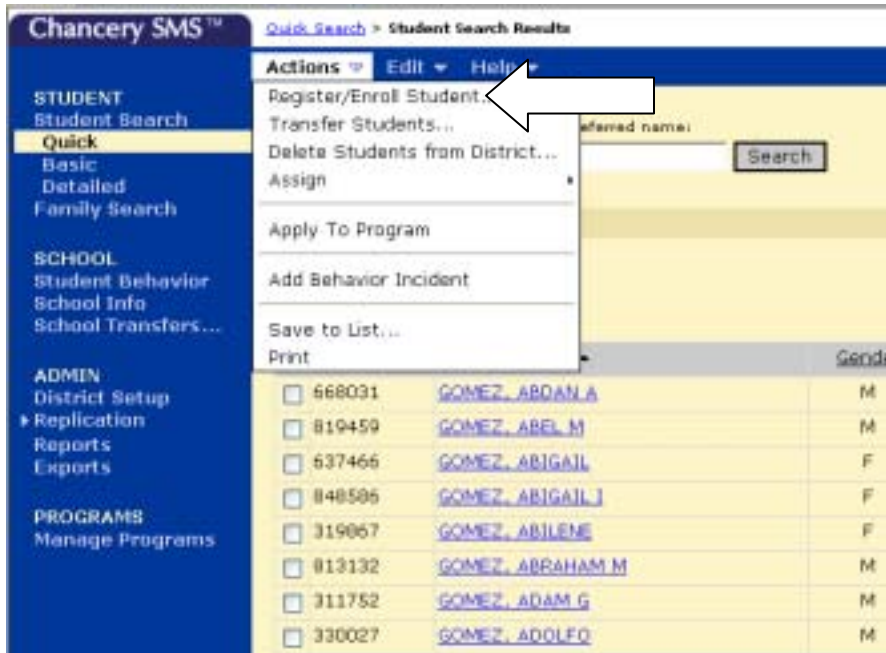 Chancery SMS™
Quick Search > Student Search Results
Actions Edit Help
STUDENT
Student Search
Quick
Basic
Detailed
Family Search
SCHOOL
Student Behavior
School Info
School Transfers...
ADMIN
District Setup
Replication
Reports
Exports
PROGRAMS
Manage Programs
Register/Enroll Student...
Transfer Students...
Delete Students from District...
Assign
Apply To Program
Add Behavior Incident
Save to List...
Print
eferred name:
Search
Gende
668031 GOMEZ, ABDAN A M
819459 GOMEZ, ABEL M M
637466 GOMEZ, ABIGAIL F
848586 GOMEZ, ABIGAIL I F
319867 GOMEZ, ABILENE F
813132 GOMEZ, ABRAHAM M M
311752 GOMEZ, ADAM G M
330027 GOMEZ, ADOLFO M